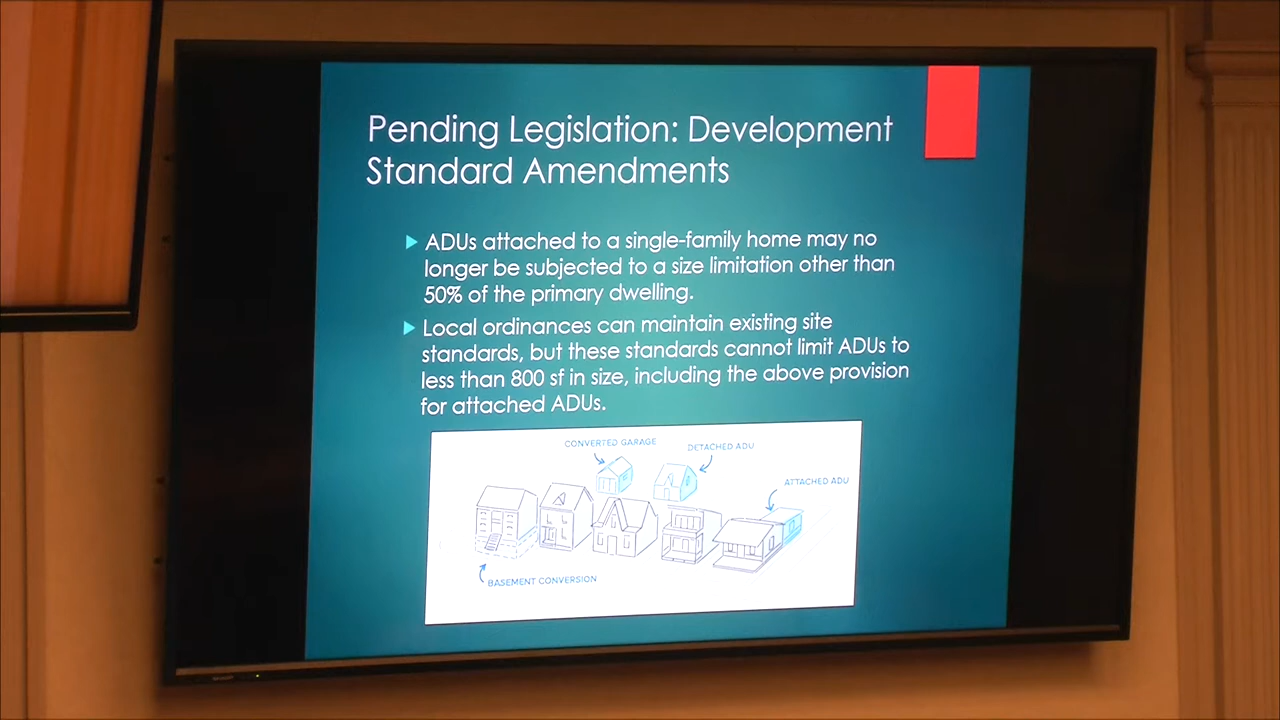 Pending Legislation: Development
Standard Amendments
ADUs attached to a single-family home may no
longer be subjected to a size limitation other than
50% of the primary dwelling.
Local ordinances can maintain existing site
standards, but these standards cannot limit ADUs to
less than 800 sf in size, including the above provision
for attached ADUs.
CONVERTED GARAGE
DETACHED ADU
ATTACHED ADU
BASEMENT CONVERSION